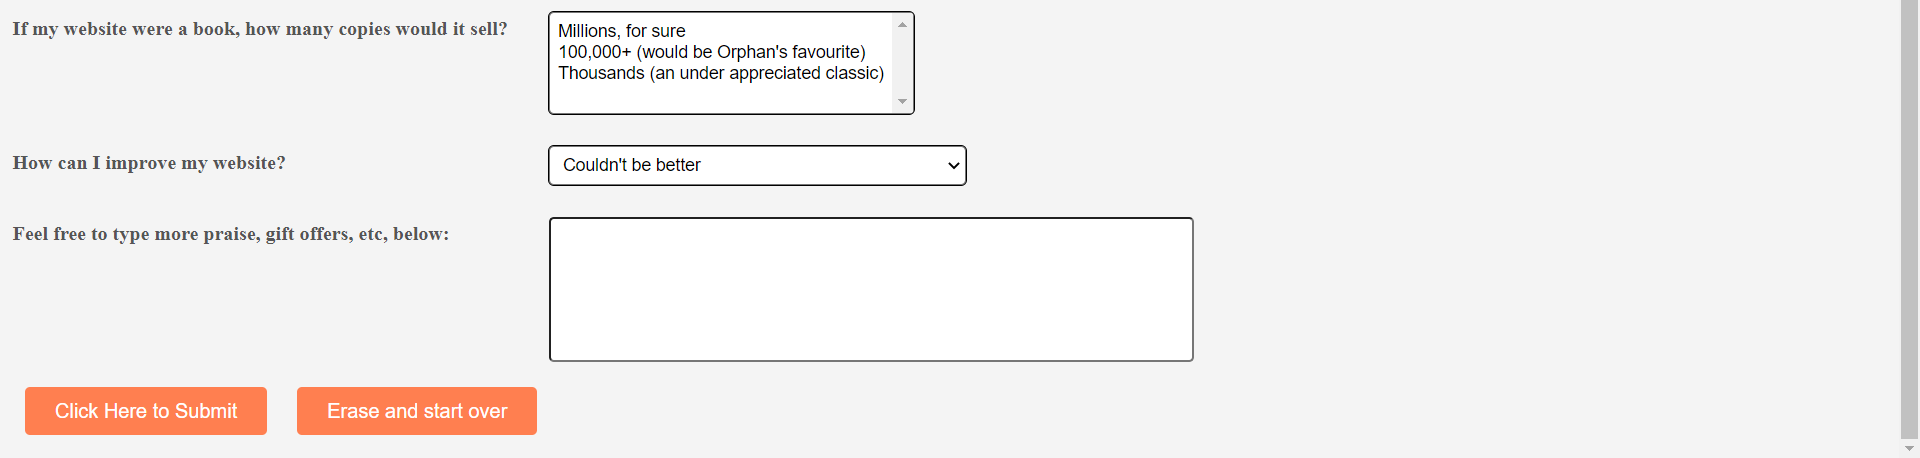 If my website were a book, how many copies would it sell?
Millions, for sure
100,000+ (would be Orphan's favourite)
Thousands (an under appreciated classic)
How can I improve my website?
Couldn't be better
Feel free to type more praise, gift offers, etc, below:
Click Here to Submit
Erase and start over